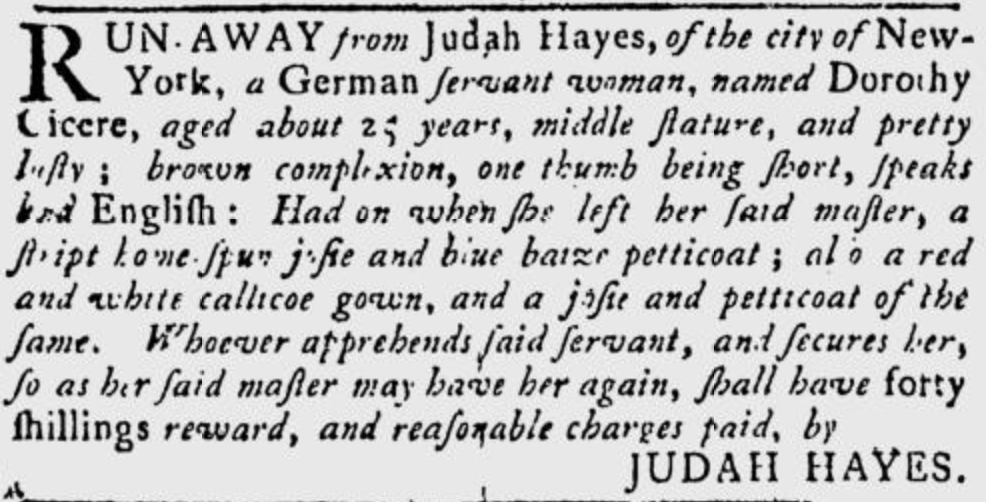 RUN-AWAY from Judah Hayes, of the city of New-
York, a German ſervant woman, named Dorothy
Cicere, aged about 25 years, middle ſtature, and pretty
luſty ; brown complexion, one thumb being ſhort, ſpeaks
bad Engliſh : Had on when ſhe left her ſaid maſter, a
ſtript home-ſpun joſie and blue baize petticoat ; alſo a red
and white callicoe gown, and a joſie and petticoat of the
ſame. Whoever apprehends ſaid ſervant, and ſecures her,
ſo as her ſaid maſter may have her again, ſhall have forty
ſhillings reward, and reaſonable charges paid, by
JUDAH HAYES.